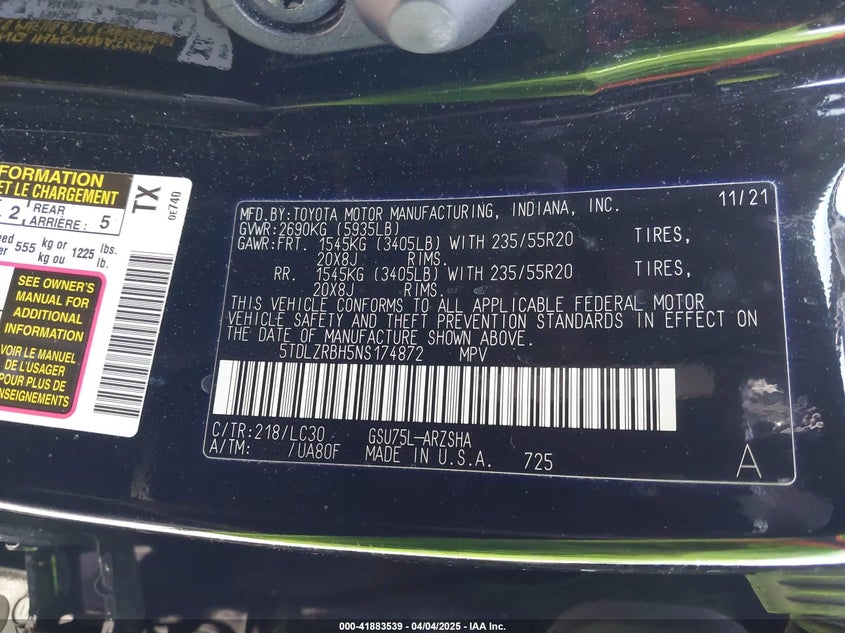 FORMATION
ET LE CHARGEMENT
2 REAR ARRIÈRE: 5
555 kg or kg ou 1225 lbs. lb.
TX
0E740
SEE OWNER'S
MANUAL FOR
ADDITIONAL
INFORMATION
VOIR LE MANUEL
DE L'USAGER
POUR PLUS DE
NSEIGNEMENTS
MFD.BY:TOYOTA MOTOR MANUFACTURING, INDIANA, INC. 11/21
GVWR:2690KG (5935LB)
GAWR:FRT. 1545KG (3405LB) WITH 235/55R20 TIRES,
20X8J RIMS.
RR. 1545KG (3405LB) WITH 235/55R20 TIRES,
20X8J RIMS.
THIS VEHICLE CONFORMS TO ALL APPLICABLE FEDERAL MOTOR
VEHICLE SAFETY AND THEFT PREVENTION STANDARDS IN EFFECT ON
THE DATE OF MANUFACTURE SHOWN ABOVE.
5TDLZRBH5NS174872 MPV
C/TR:218/LC30 GSU75L-ARZSHA
A/TM: /UA80F MADE IN U.S.A. 725
A
000-41883539 - 04/04/2025 - IAA Inc.